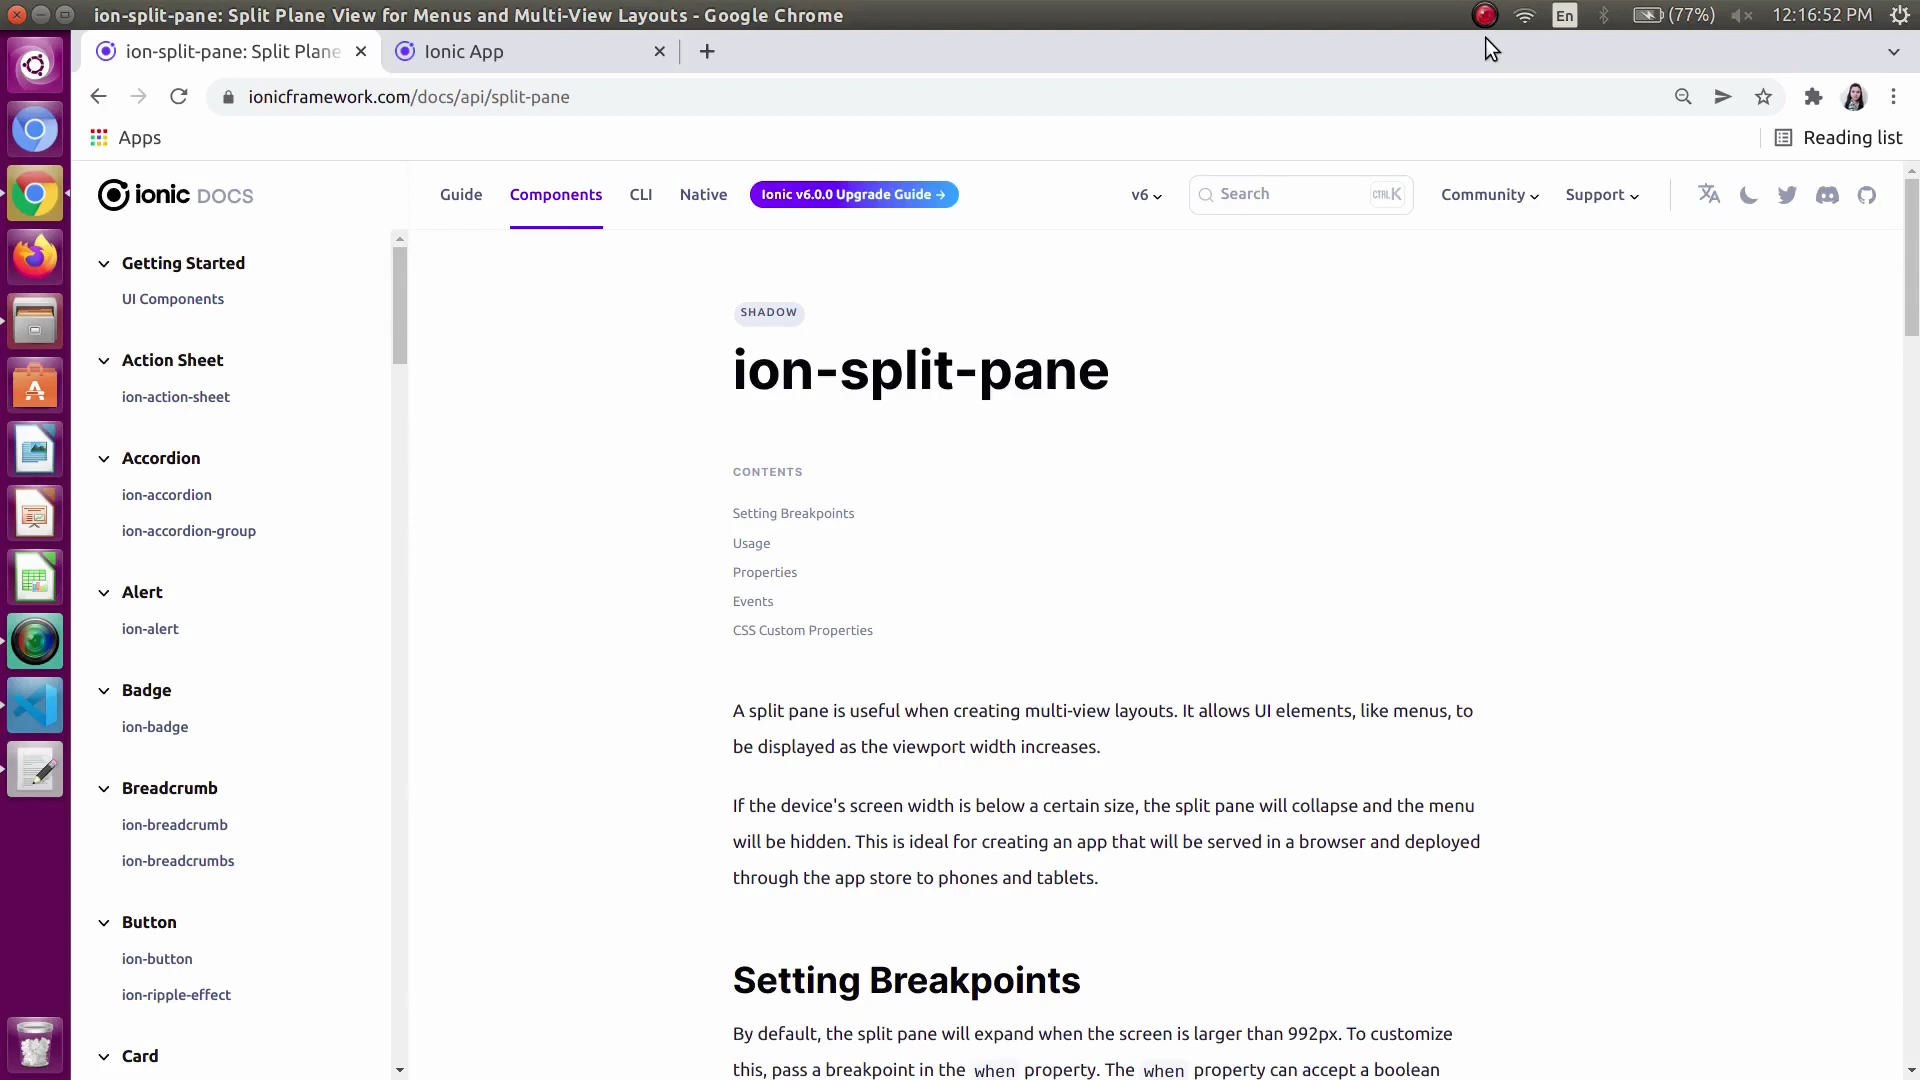 ion-split-pane: Split Plane View for Menus and Multi-View Layouts - Google Chrome
En
(77%)
12:16:52 PM
ion-split-pane: Split Plane
Ionic App
ionicframework.com/docs/api/split-pane
Apps
Reading list
ionic DOCS
Guide
Components
CLI
Native
Ionic v6.0.0 Upgrade Guide →
v6
Search
CTRL K
Community
Support
Getting Started
UI Components
Action Sheet
ion-action-sheet
Accordion
ion-accordion
ion-accordion-group
Alert
ion-alert
Badge
ion-badge
Breadcrumb
ion-breadcrumb
ion-breadcrumbs
Button
ion-button
ion-ripple-effect
Card
SHADOW
ion-split-pane
CONTENTS
Setting Breakpoints
Usage
Properties
Events
CSS Custom Properties
A split pane is useful when creating multi-view layouts. It allows UI elements, like menus, to
be displayed as the viewport width increases.
If the device's screen width is below a certain size, the split pane will collapse and the menu
will be hidden. This is ideal for creating an app that will be served in a browser and deployed
through the app store to phones and tablets.
Setting Breakpoints
By default, the split pane will expand when the screen is larger than 992px. To customize
this, pass a breakpoint in the when property. The when property can accept a boolean